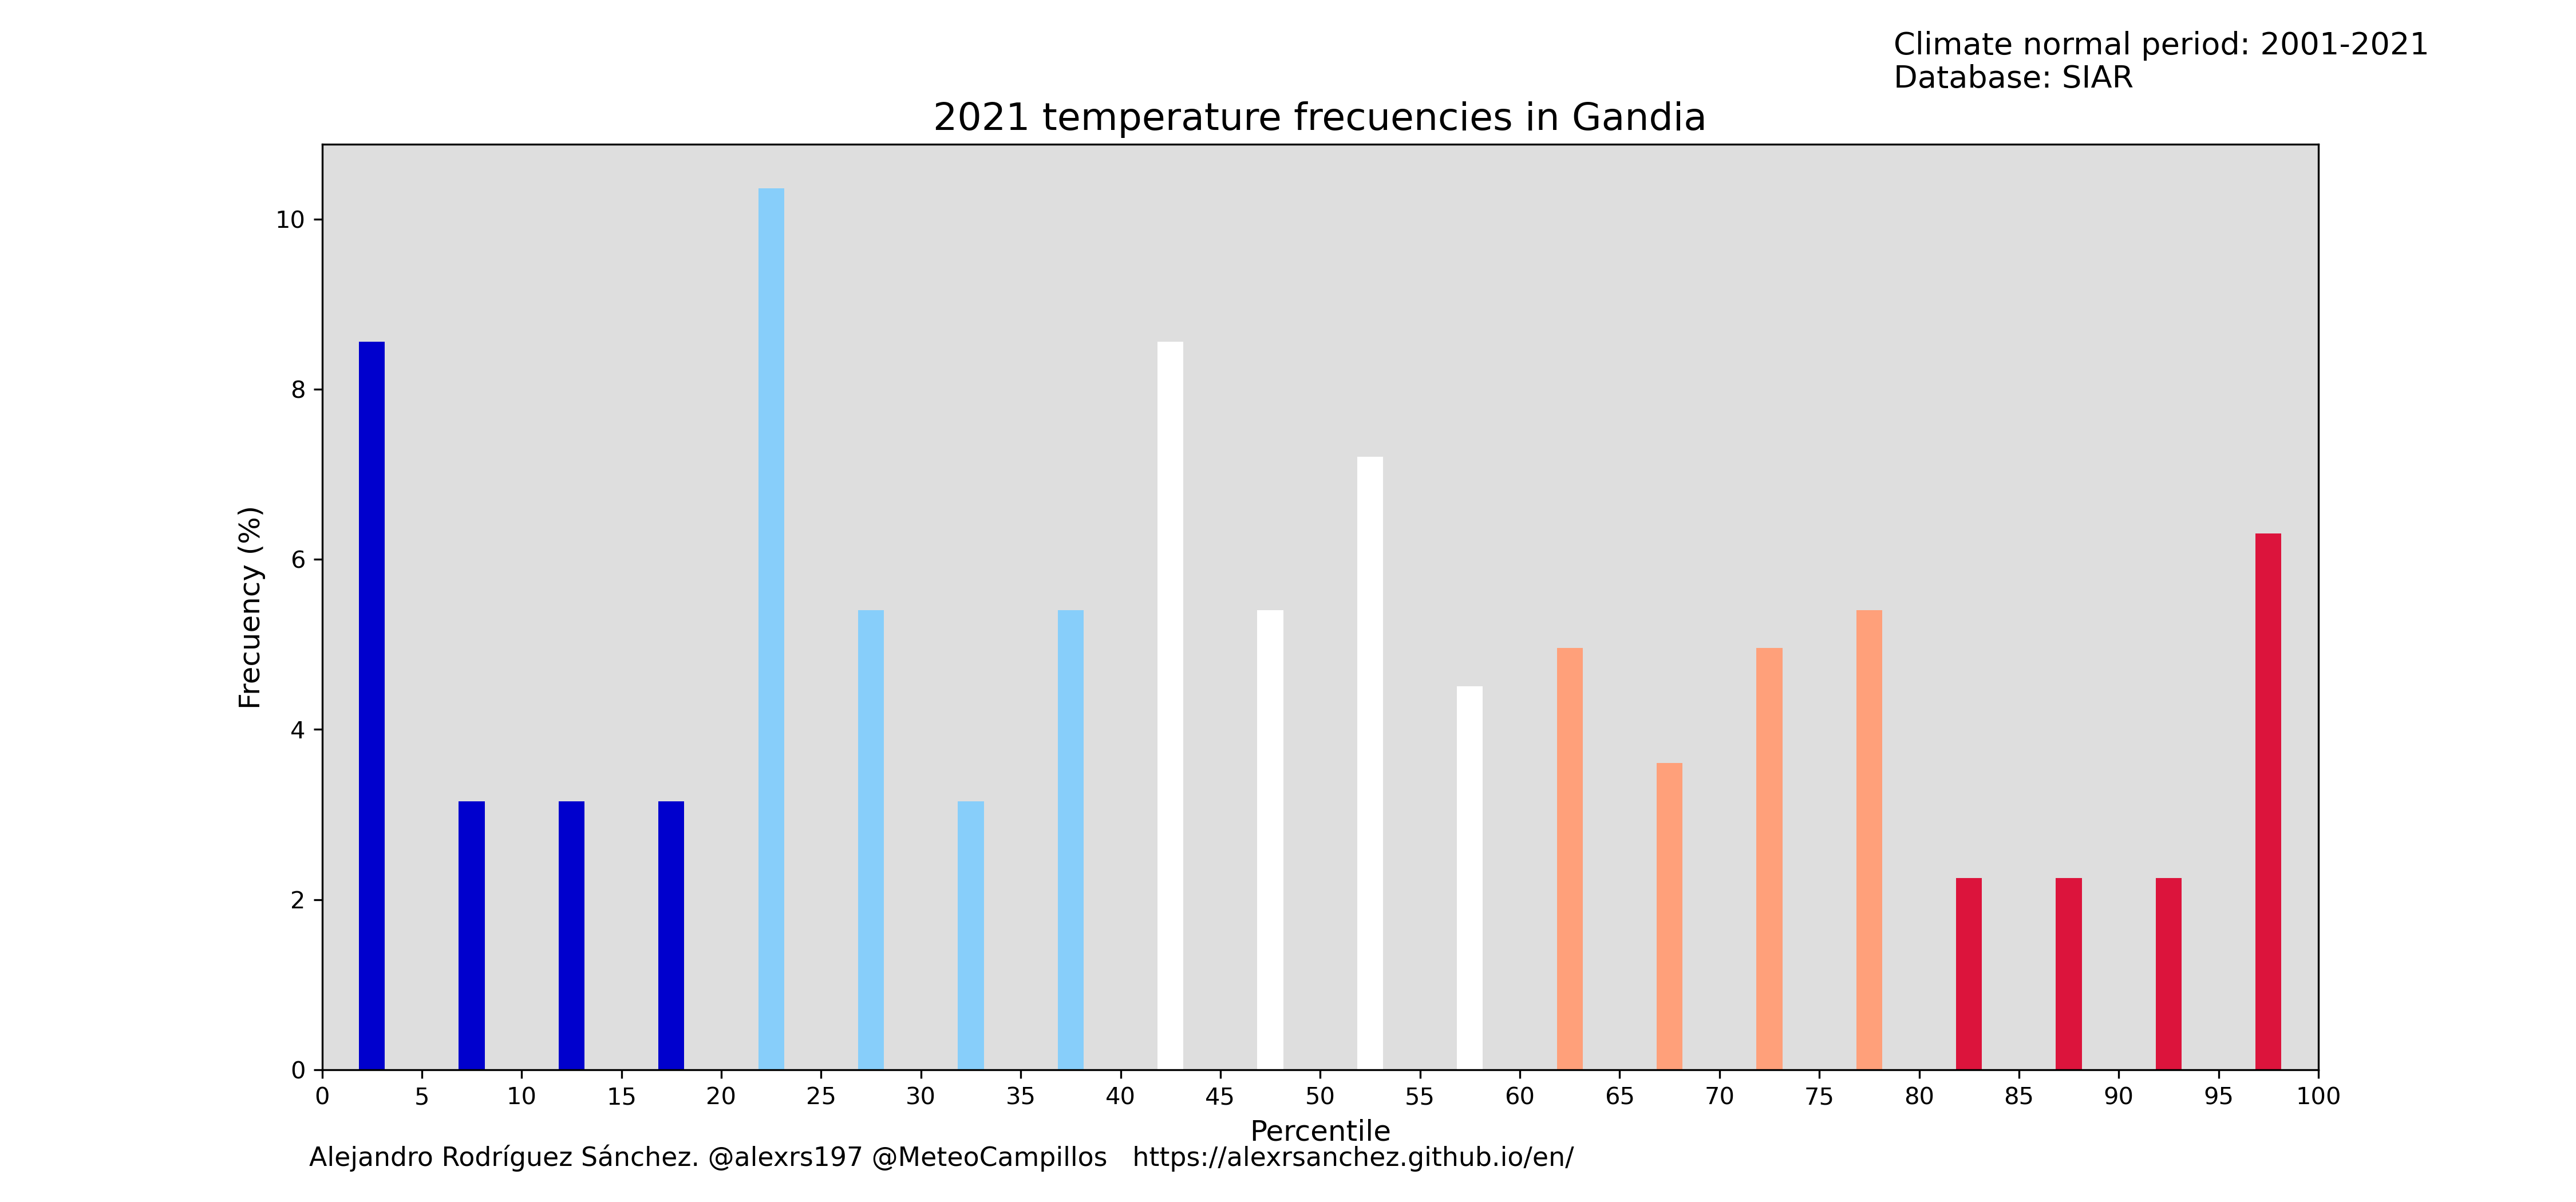 Climate normal period: 2001-2021
Database: SIAR
2021 temperature frecuencies in Gandia
Frecuency (%)
10
8
6
4
2
0
0 5 10 15 20 25 30 35 40 45 50 55 60 65 70 75 80 85 90 95 100
Percentile
Alejandro Rodríguez Sánchez. @alexrs197 @MeteoCampillos https://alexrsanchez.github.io/en/